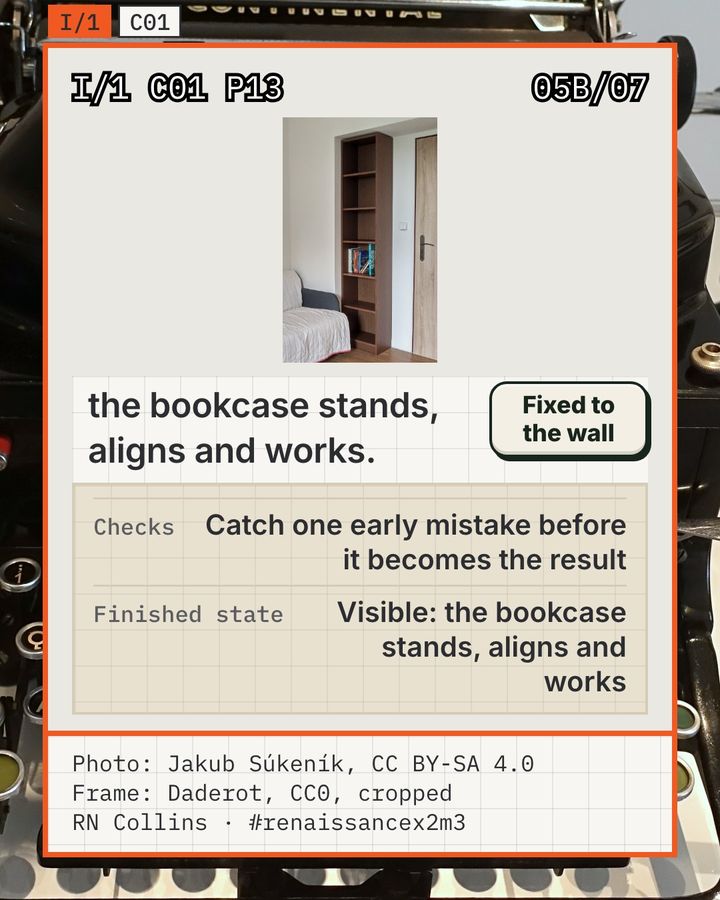 CONTINENTAL
I/1 C01
I/1 C01 P13 05B/07
the bookcase stands,
aligns and works.
Fixed to
the wall
Checks Catch one early mistake before
it becomes the result
Finished state Visible: the bookcase
stands, aligns and
works
Photo: Jakub Súkeník, CC BY-SA 4.0
Frame: Daderot, CC0, cropped
RN Collins · #renaissancex2m3